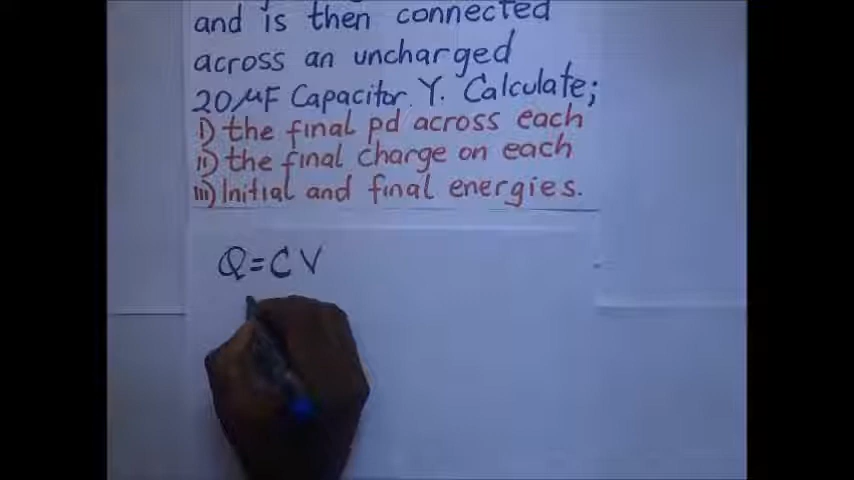 and is then connected
across an uncharged
20μF Capacitor Y. Calculate;
i) the final pd across each
ii) the final charge on each
iii) Initial and final energies.
Q=CV